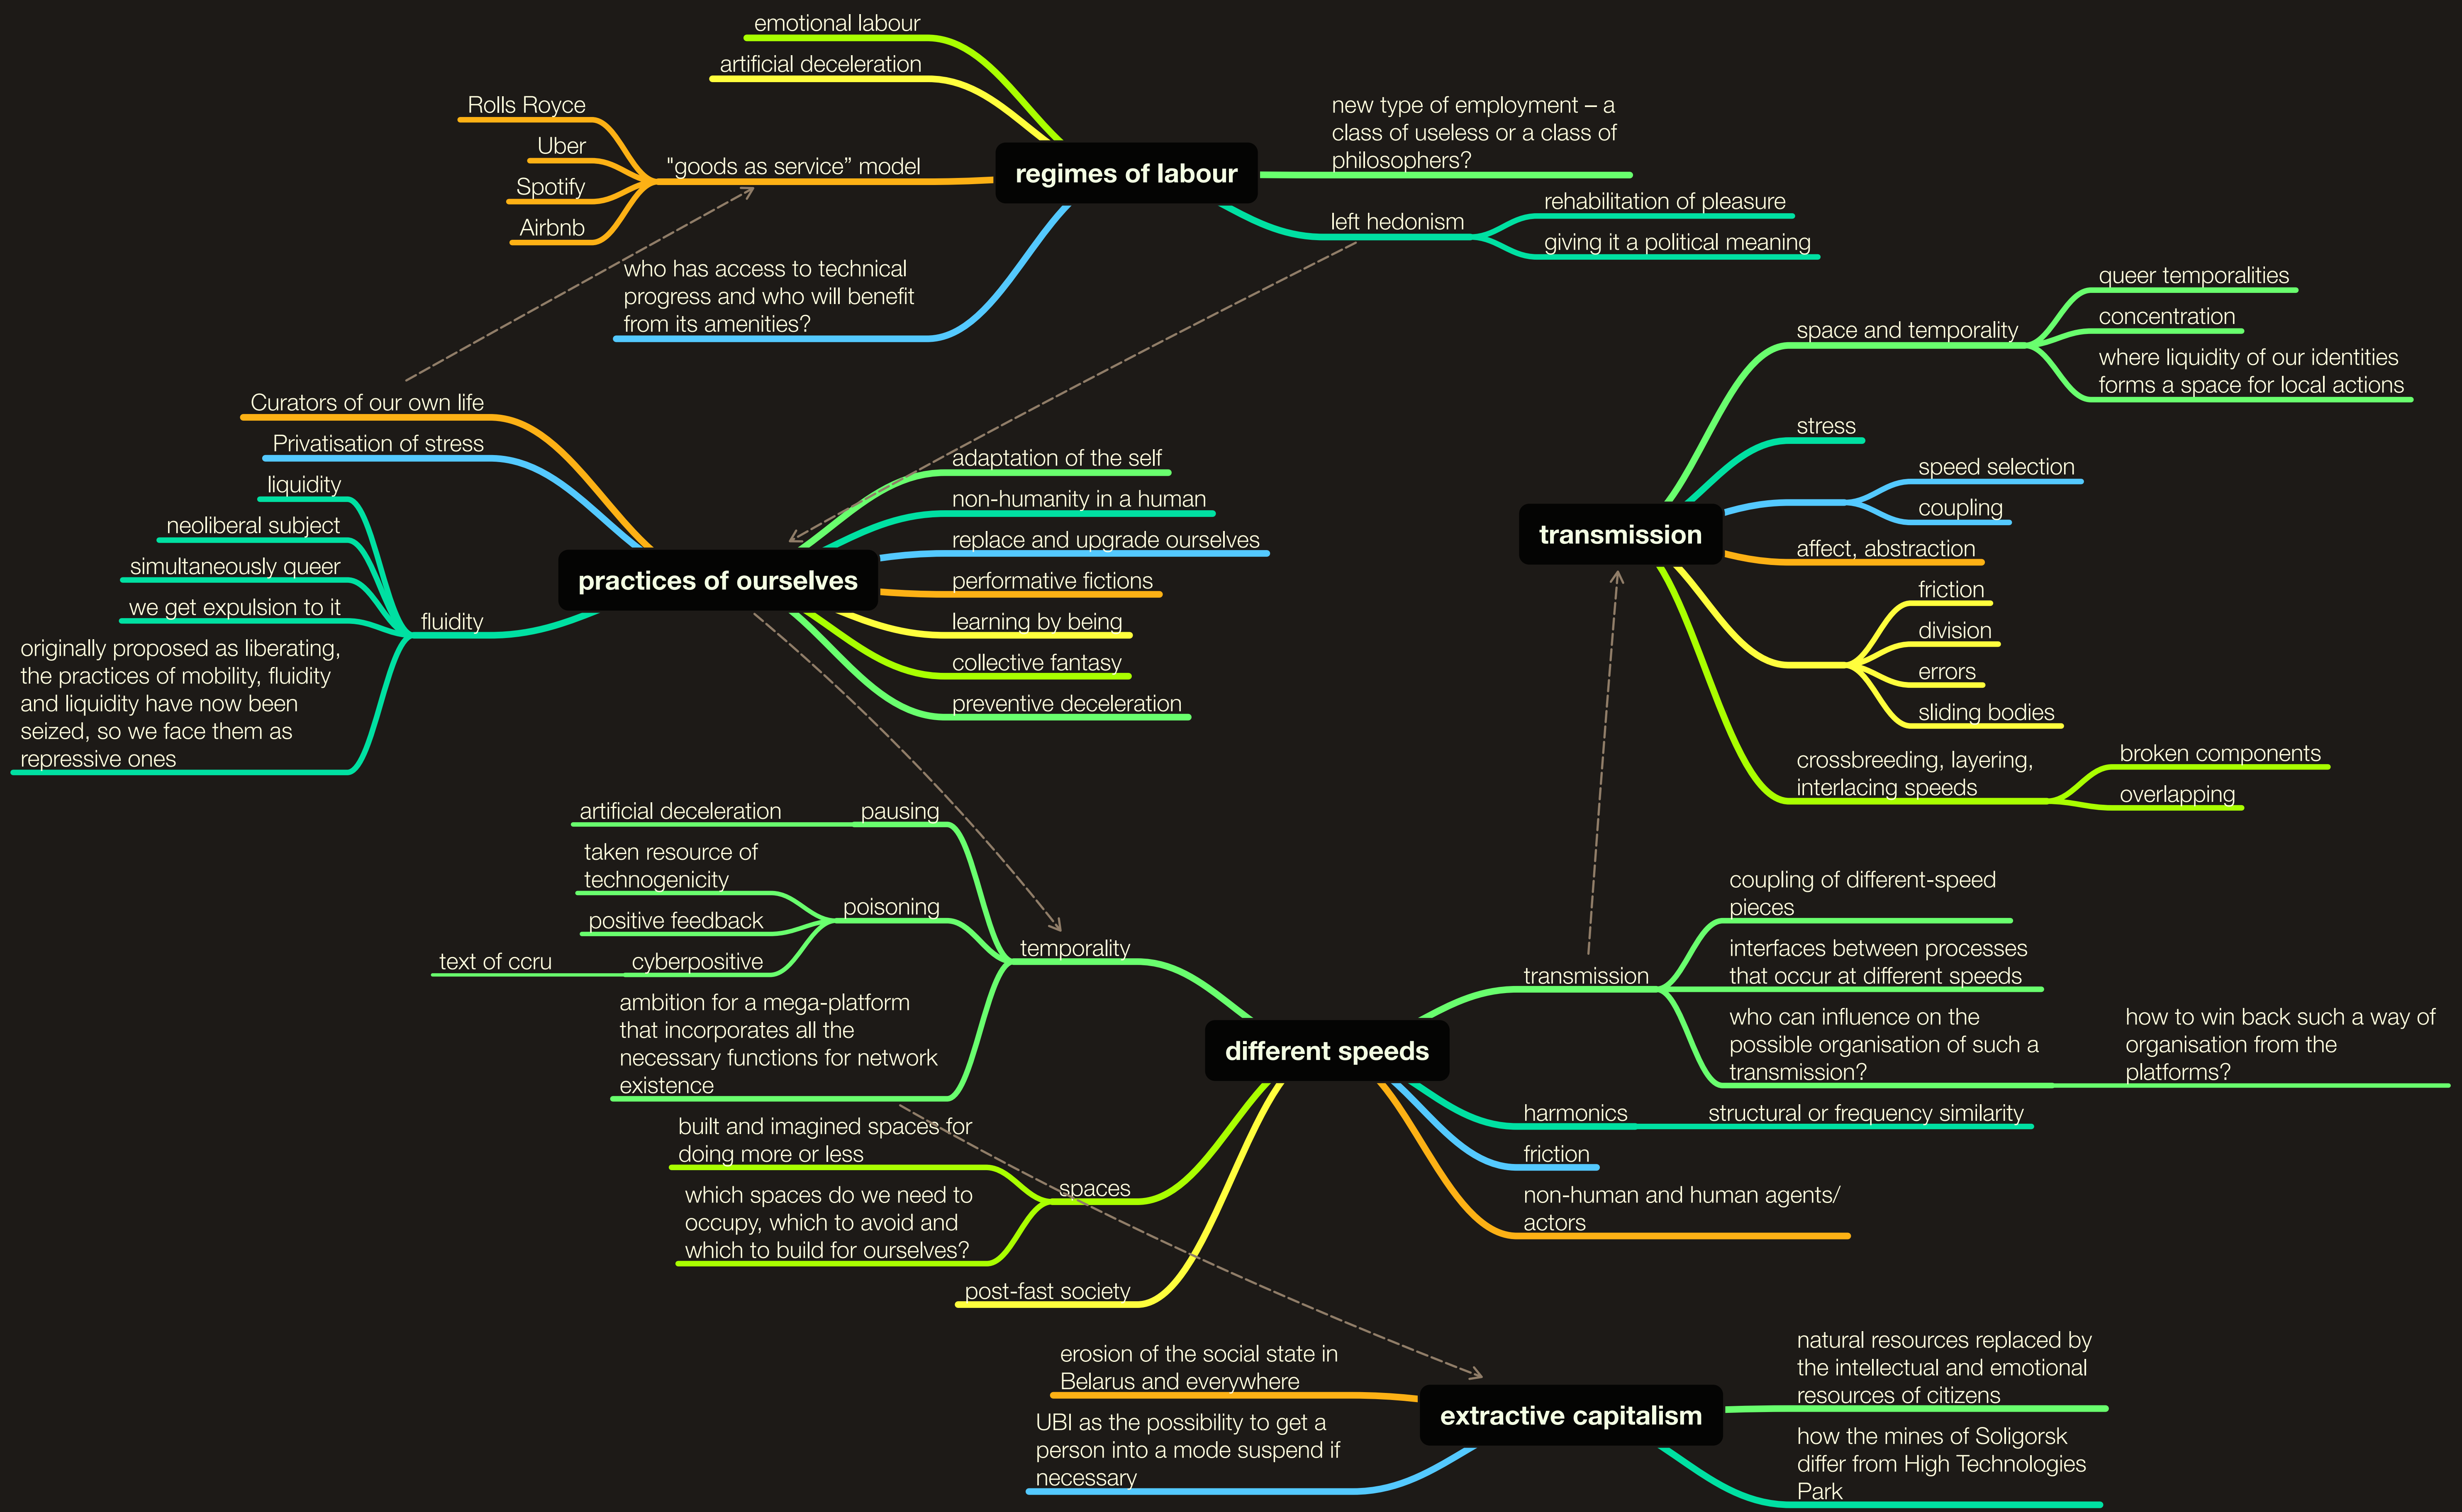 emotional labour
artificial deceleration
Rolls Royce
Uber
Spotify
Airbnb
"goods as service” model
who has access to technical
progress and who will benefit
from its amenities?
regimes of labour
new type of employment – a
class of useless or a class of
philosophers?
left hedonism
rehabilitation of pleasure
giving it a political meaning
Curators of our own life
Privatisation of stress
liquidity
neoliberal subject
simultaneously queer
we get expulsion to it
originally proposed as liberating,
the practices of mobility, fluidity
and liquidity have now been
seized, so we face them as
repressive ones
fluidity
practices of ourselves
adaptation of the self
non-humanity in a human
replace and upgrade ourselves
performative fictions
learning by being
collective fantasy
preventive deceleration
transmission
space and temporality
queer temporalities
concentration
where liquidity of our identities
forms a space for local actions
stress
speed selection
coupling
affect, abstraction
friction
division
errors
sliding bodies
crossbreeding, layering,
interlacing speeds
broken components
overlapping
artificial deceleration
pausing
taken resource of
technogenicity
positive feedback
text of ccru
cyberpositive
poisoning
ambition for a mega-platform
that incorporates all the
necessary functions for network
existence
temporality
built and imagined spaces for
doing more or less
which spaces do we need to
occupy, which to avoid and
which to build for ourselves?
spaces
post-fast society
different speeds
transmission
coupling of different-speed
pieces
interfaces between processes
that occur at different speeds
who can influence on the
possible organisation of such a
transmission?
how to win back such a way of
organisation from the
platforms?
harmonics
structural or frequency similarity
friction
non-human and human agents/
actors
erosion of the social state in
Belarus and everywhere
UBI as the possibility to get a
person into a mode suspend if
necessary
extractive capitalism
natural resources replaced by
the intellectual and emotional
resources of citizens
how the mines of Soligorsk
differ from High Technologies
Park